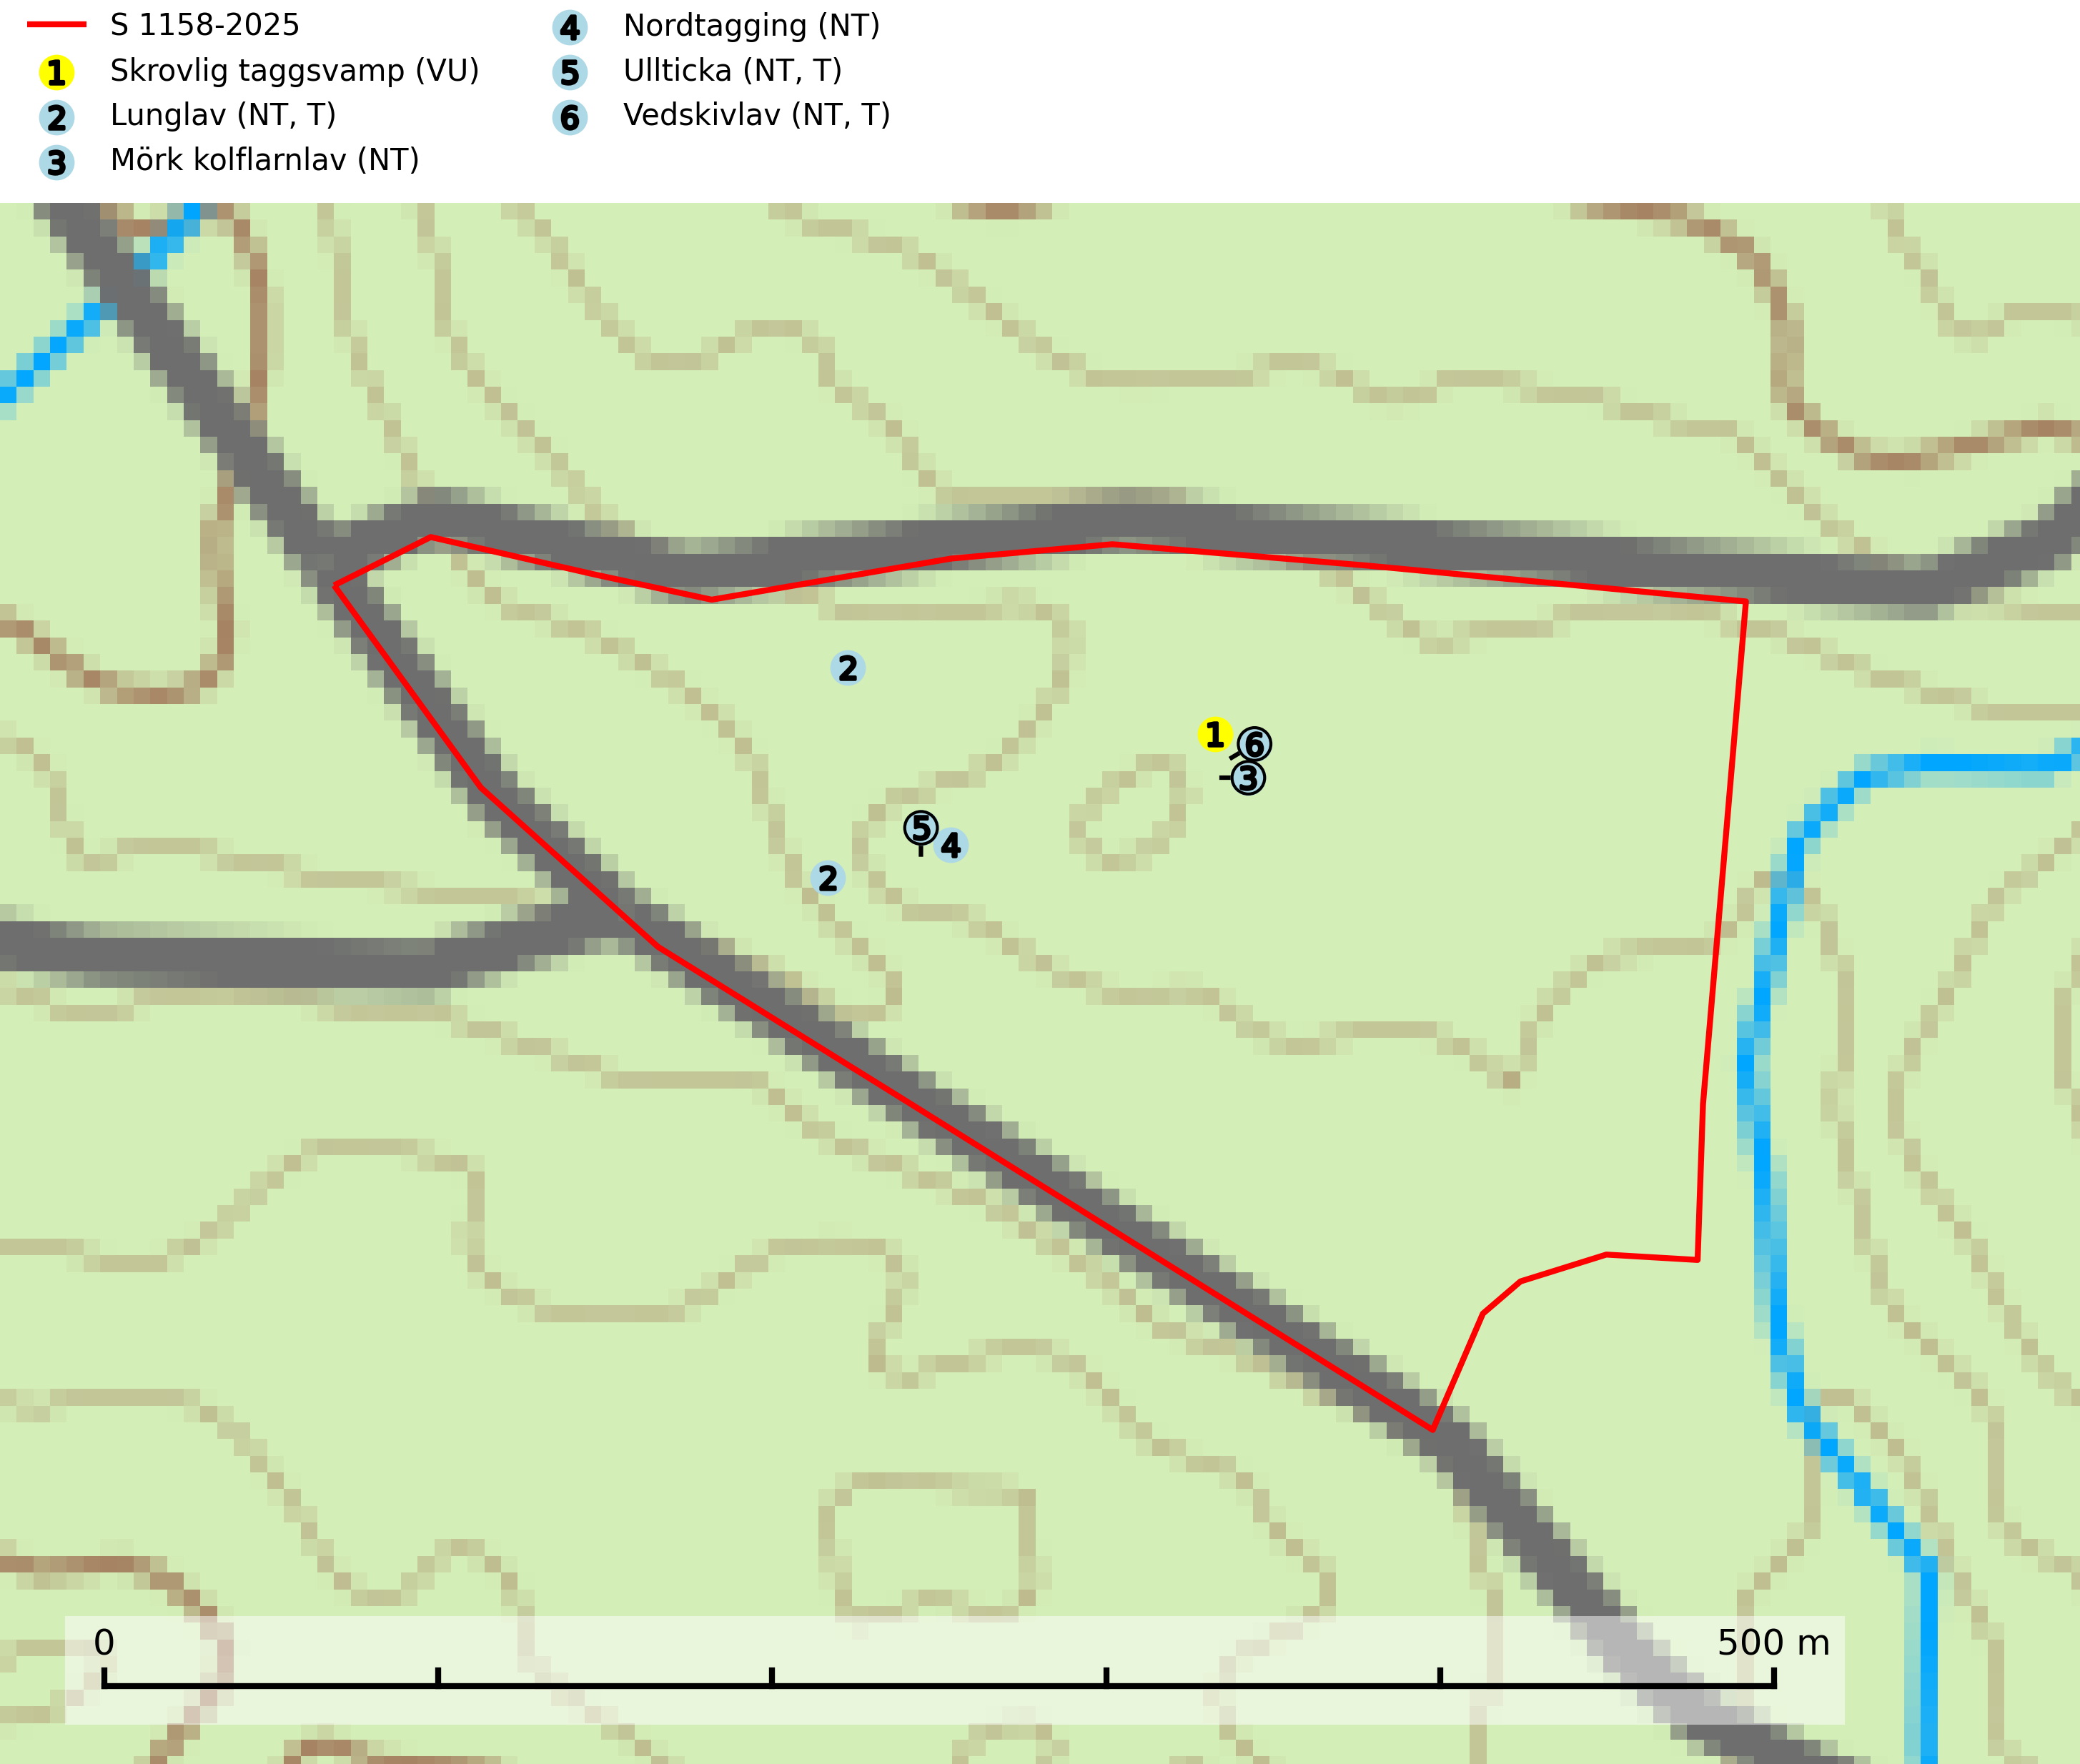 S 1158-2025
1 Skrovlig taggsvamp (VU)
2 Lunglav (NT, T)
3 Mörk kolflarnlav (NT)
4 Nordtagging (NT)
5 Ullticka (NT, T)
6 Vedskivlav (NT, T)
2
1
6
3
5
4
2
0
500 m